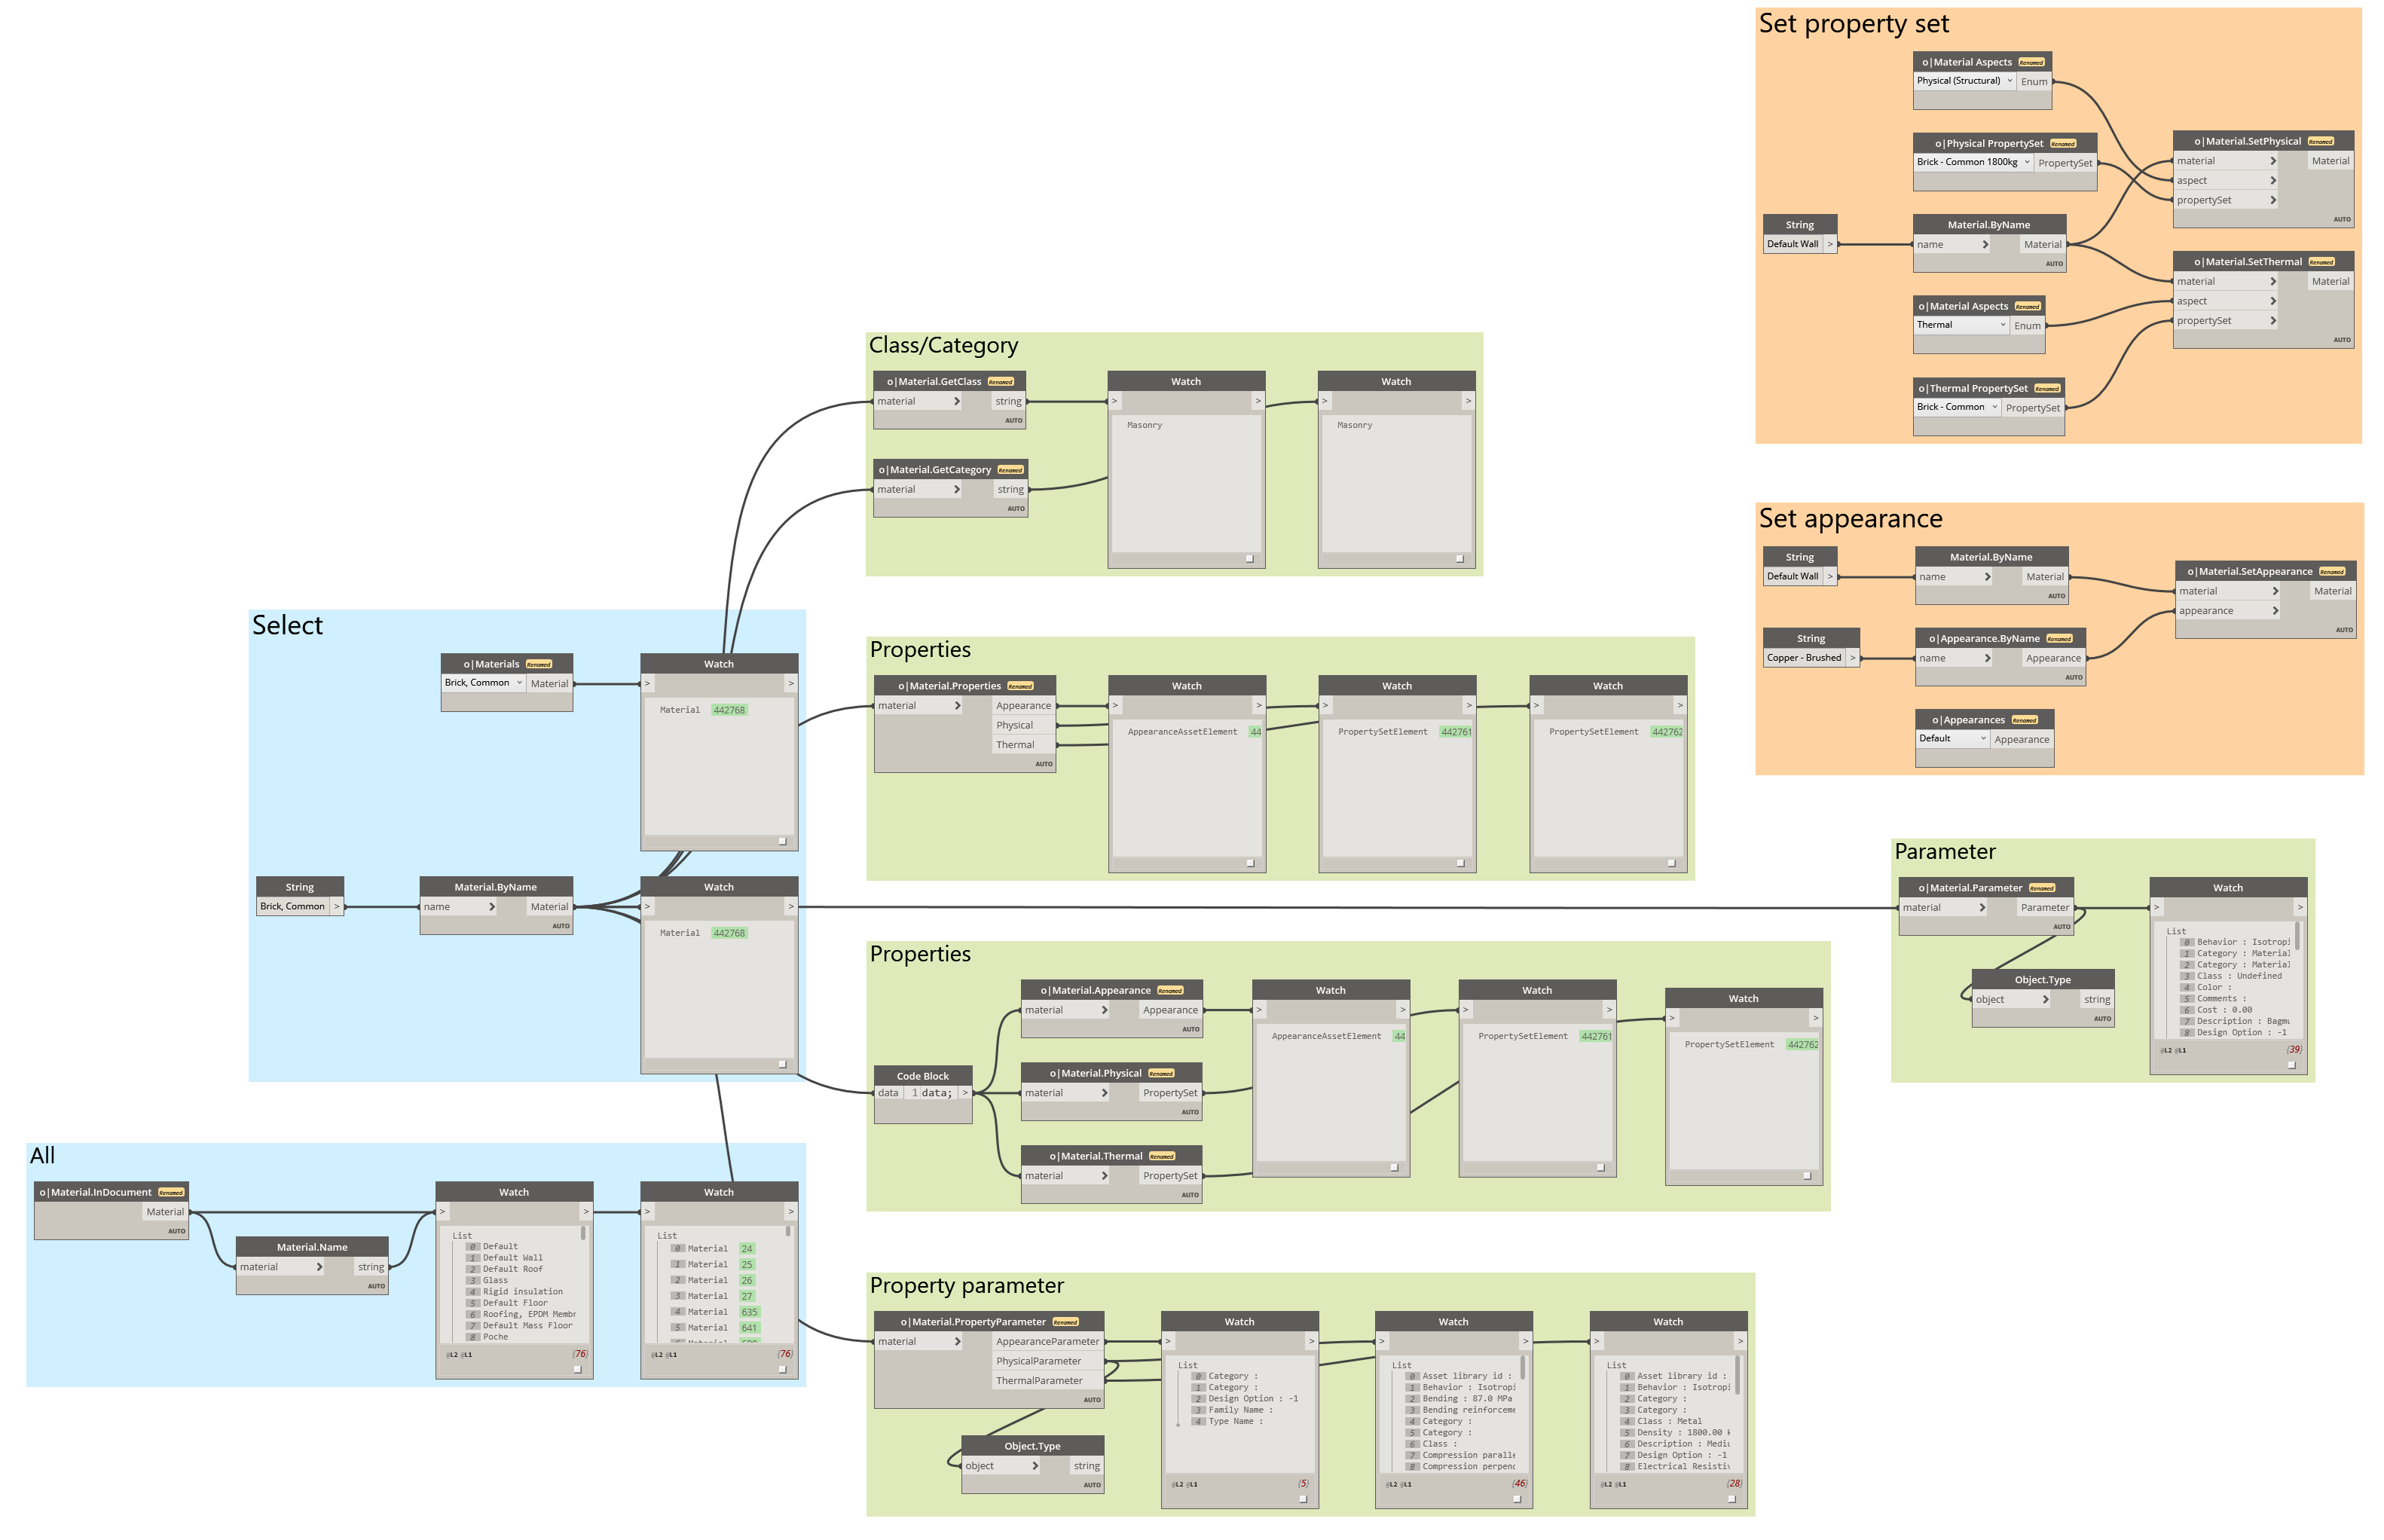 Set property set
o|Material Aspects Renamed
Physical (Structural) Enum
o|Physical PropertySet Renamed
Brick - Common 1800kg PropertySet
String
Default Wall >
Material.ByName
name > Material
AUTO
o|Material Aspects Renamed
Thermal Enum
o|Thermal PropertySet Renamed
Brick - Common PropertySet
o|Material.SetPhysical Renamed
material > Material
aspect >
propertySet >
AUTO
o|Material.SetThermal Renamed
material > Material
aspect >
propertySet >
AUTO
Class/Category
o|Material.GetClass Renamed
material > string
AUTO
o|Material.GetCategory Renamed
material > string
AUTO
Watch
> >
Masonry
Watch
> >
Masonry
Set appearance
String
Default Wall >
Material.ByName
name > Material
AUTO
String
Copper - Brushed >
o|Appearance.ByName Renamed
name > Appearance
AUTO
o|Appearances Renamed
Default Appearance
o|Material.SetAppearance Renamed
material > Material
appearance >
AUTO
Select
o|Materials Renamed
Brick, Common Material
Watch
> >
Material 442768
String
Brick, Common >
Material.ByName
name > Material
AUTO
Watch
> >
Material 442768
Properties
o|Material.Properties Renamed
material > Appearance
Physical
Thermal
AUTO
Watch
> >
AppearanceAssetElement 44
Watch
> >
PropertySetElement 442761
Watch
> >
PropertySetElement 442762
Parameter
o|Material.Parameter Renamed
material > Parameter
AUTO
Object.Type
object > string
AUTO
Watch
> >
List
0 Behavior : Isotropi
1 Category : Material
2 Category : Material
3 Class : Undefined
4 Color :
5 Comments :
6 Cost : 0.00
7 Description : Bagmu
8 Design Option : -1
@L2 @L1 {39}
Properties
Code Block
data 1 data; >
o|Material.Appearance Renamed
material > Appearance
AUTO
o|Material.Physical Renamed
material > PropertySet
AUTO
o|Material.Thermal Renamed
material > PropertySet
AUTO
Watch
> >
AppearanceAssetElement 44
Watch
> >
PropertySetElement 442761
Watch
> >
PropertySetElement 442762
All
o|Material.InDocument Renamed
Material
AUTO
Material.Name
material > string
AUTO
Watch
> >
List
0 Default
1 Default Wall
2 Default Roof
3 Glass
4 Rigid insulation
5 Default Floor
6 Roofing, EPDM Membr
7 Default Mass Floor
8 Poche
@L2 @L1 {76}
Watch
> >
List
0 Material 24
1 Material 25
2 Material 26
3 Material 27
4 Material 635
5 Material 641
@L2 @L1 {76}
Property parameter
o|Material.PropertyParameter Renamed
material > AppearanceParameter
PhysicalParameter
ThermalParameter
AUTO
Object.Type
object > string
AUTO
Watch
> >
List
0 Category :
1 Category :
2 Design Option : -1
3 Family Name :
4 Type Name :
@L2 @L1 {5}
Watch
> >
List
0 Asset library id :
1 Behavior : Isotropi
2 Bending : 87.0 MPa
3 Bending reinforceme
4 Category :
5 Category :
6 Class :
7 Compression paralle
8 Compression perpend
@L2 @L1 {46}
Watch
> >
List
0 Asset library id :
1 Behavior : Isotropi
2 Category :
3 Category :
4 Class : Metal
5 Density : 1800.00 k
6 Description : Mediu
7 Design Option : -1
8 Electrical Resistiv
@L2 @L1 {28}